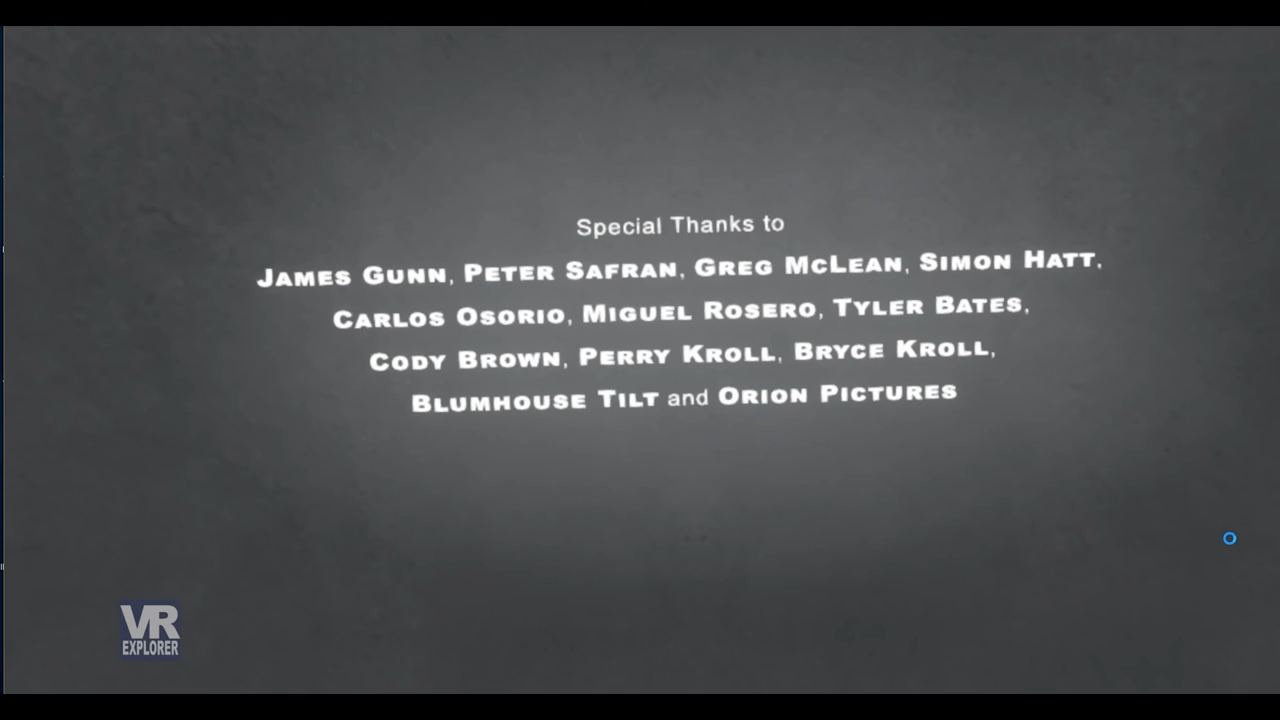 Special Thanks to
JAMES GUNN, PETER SAFRAN, GREG MCLEAN, SIMON HATT,
CARLOS OSORIO, MIGUEL ROSERO, TYLER BATES,
CODY BROWN, PERRY KROLL, BRYCE KROLL,
BLUMHOUSE TILT and ORION PICTURES
VR
EXPLORER